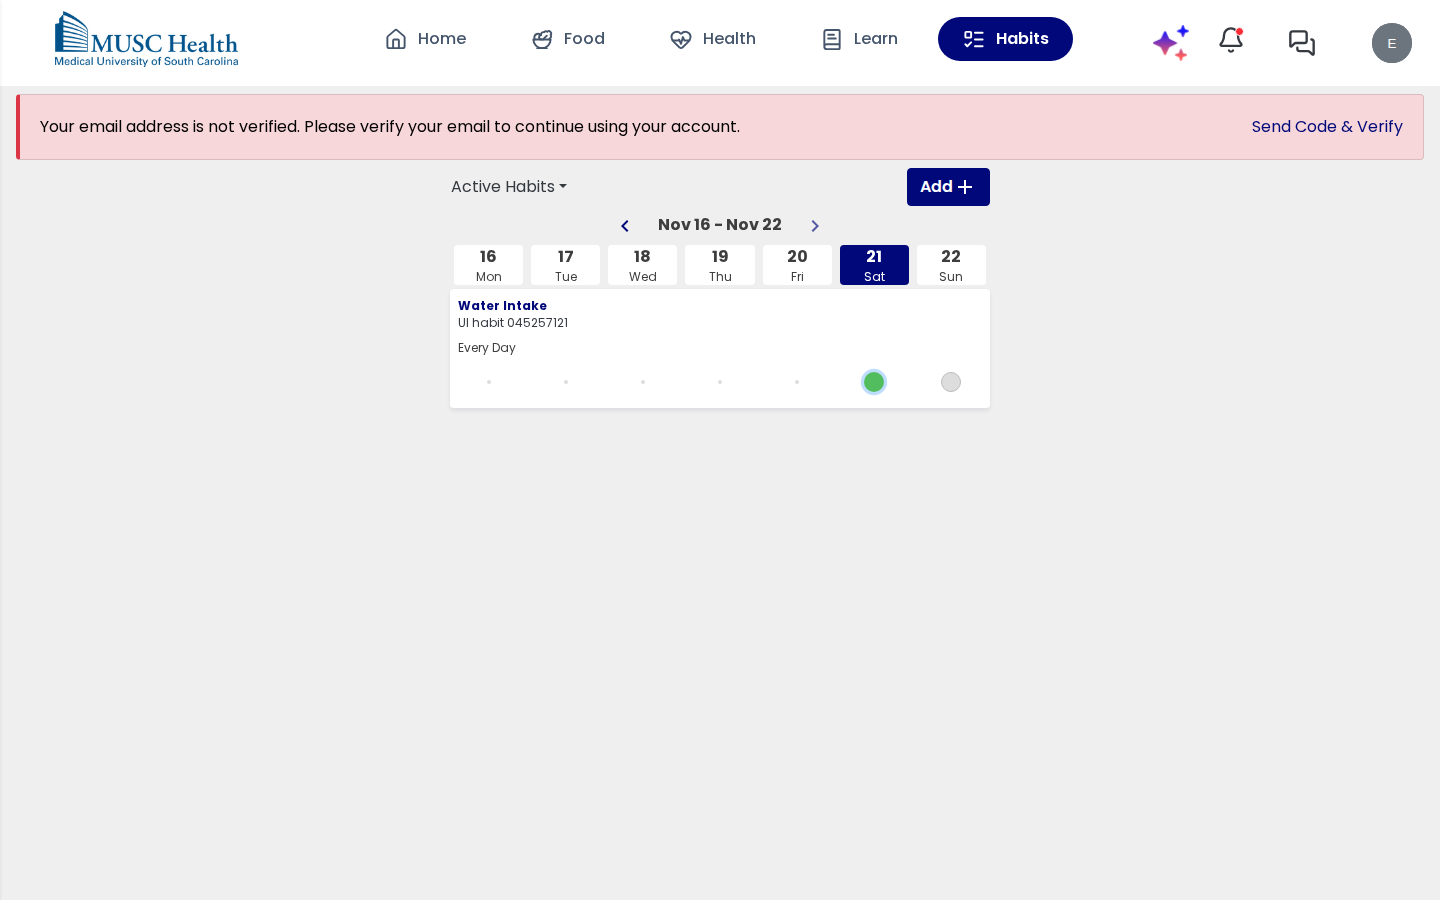 MUSC Health
Medical University of South Carolina
Home
Food
Health
Learn
Habits
E
Your email address is not verified. Please verify your email to continue using your account.
Send Code & Verify
Active Habits
Add
Nov 16 - Nov 22
16 17 18 19 20 21 22
Mon Tue Wed Thu Fri Sat Sun
Water Intake
UI habit 045257121
Every Day